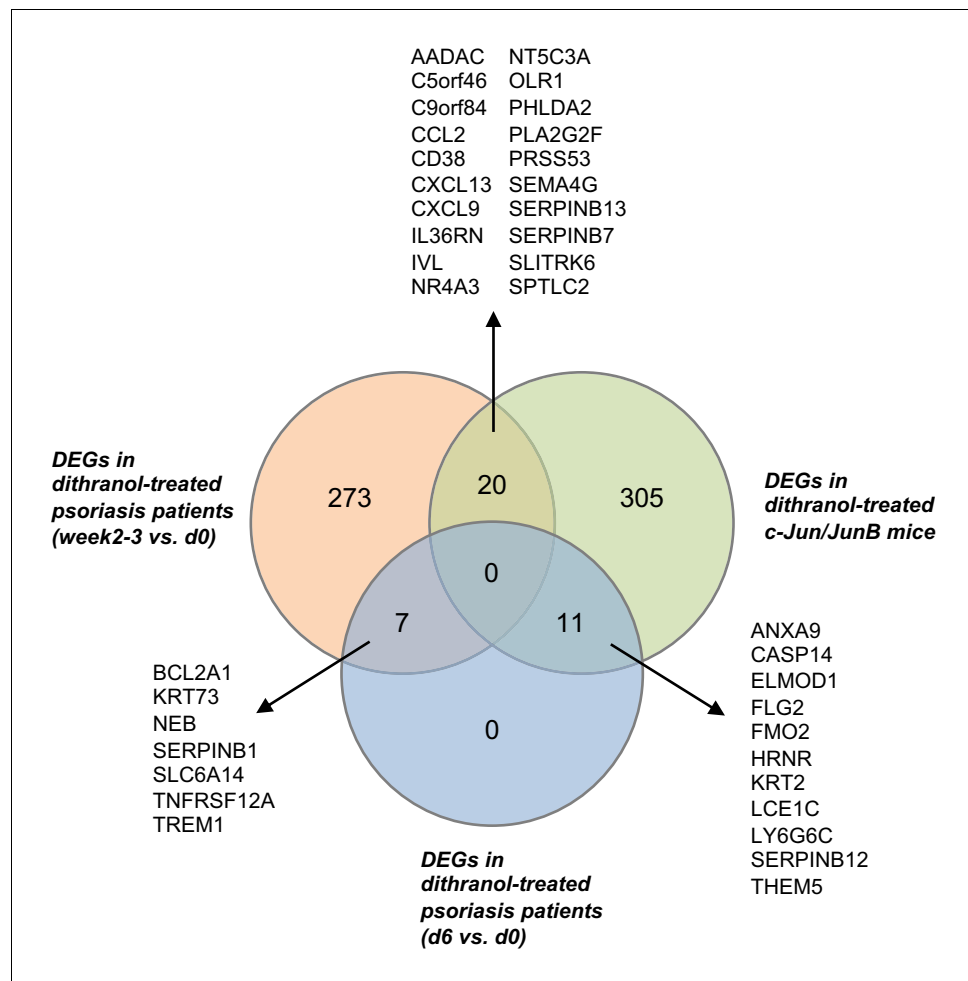 AADAC NT5C3A
C5orf46 OLR1
C9orf84 PHLDA2
CCL2 PLA2G2F
CD38 PRSS53
CXCL13 SEMA4G
CXCL9 SERPINB13
IL36RN SERPINB7
IVL SLITRK6
NR4A3 SPTLC2
DEGs in
dithranol-treated
psoriasis patients
(week2-3 vs. d0)
273
20
305
DEGs in
dithranol-treated
c-Jun/JunB mice
0
7
11
BCL2A1
KRT73
NEB
SERPINB1
SLC6A14
TNFRSF12A
TREM1
0
ANXA9
CASP14
ELMOD1
FLG2
FMO2
HRNR
KRT2
LCE1C
LY6G6C
SERPINB12
THEM5
DEGs in
dithranol-treated
psoriasis patients
(d6 vs. d0)